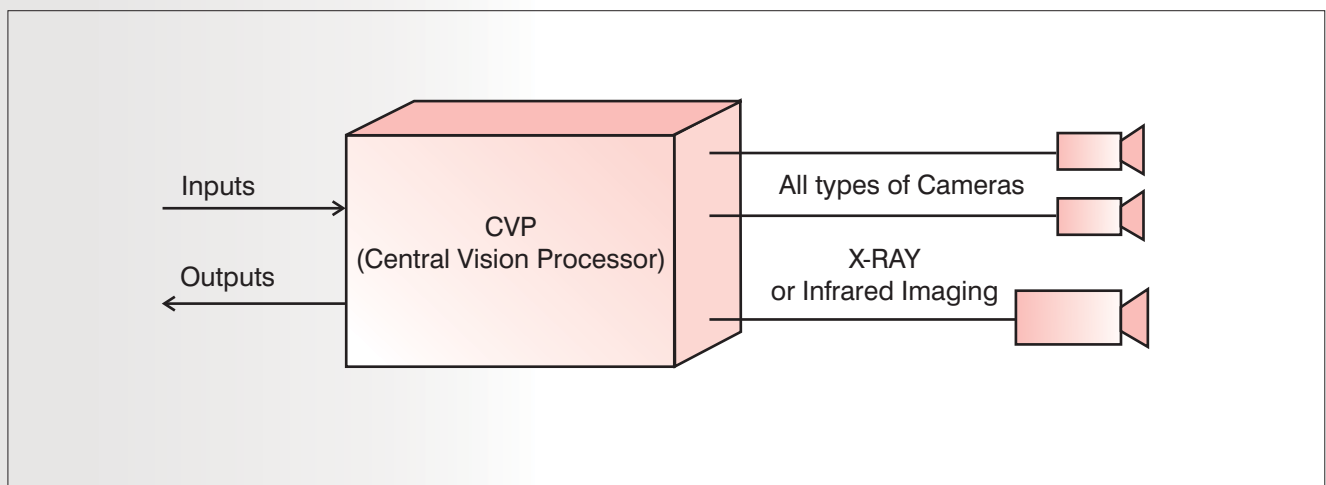 Inputs
Outputs
CVP
(Central Vision Processor)
All types of Cameras
X-RAY
or Infrared Imaging